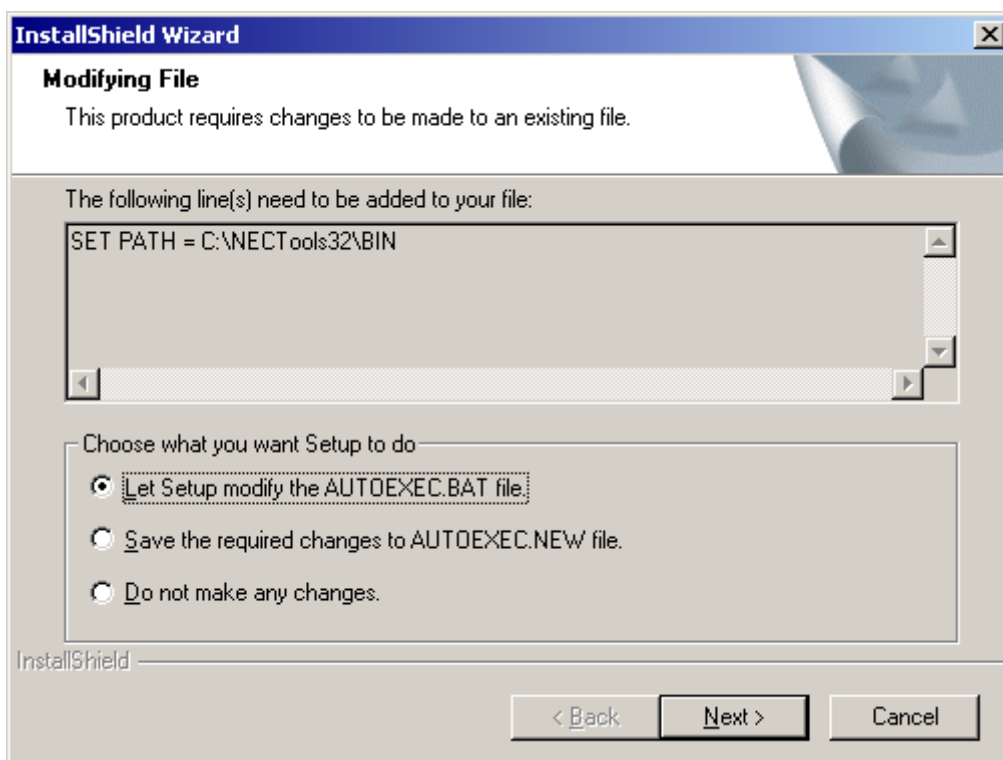 InstallShield Wizard
Modifying File
This product requires changes to be made to an existing file.
The following line(s) need to be added to your file:
SET PATH = C:\NECTools32\BIN
Choose what you want Setup to do
Let Setup modify the AUTOEXEC.BAT file.
Save the required changes to AUTOEXEC.NEW file.
Do not make any changes.
InstallShield
< Back Next > Cancel